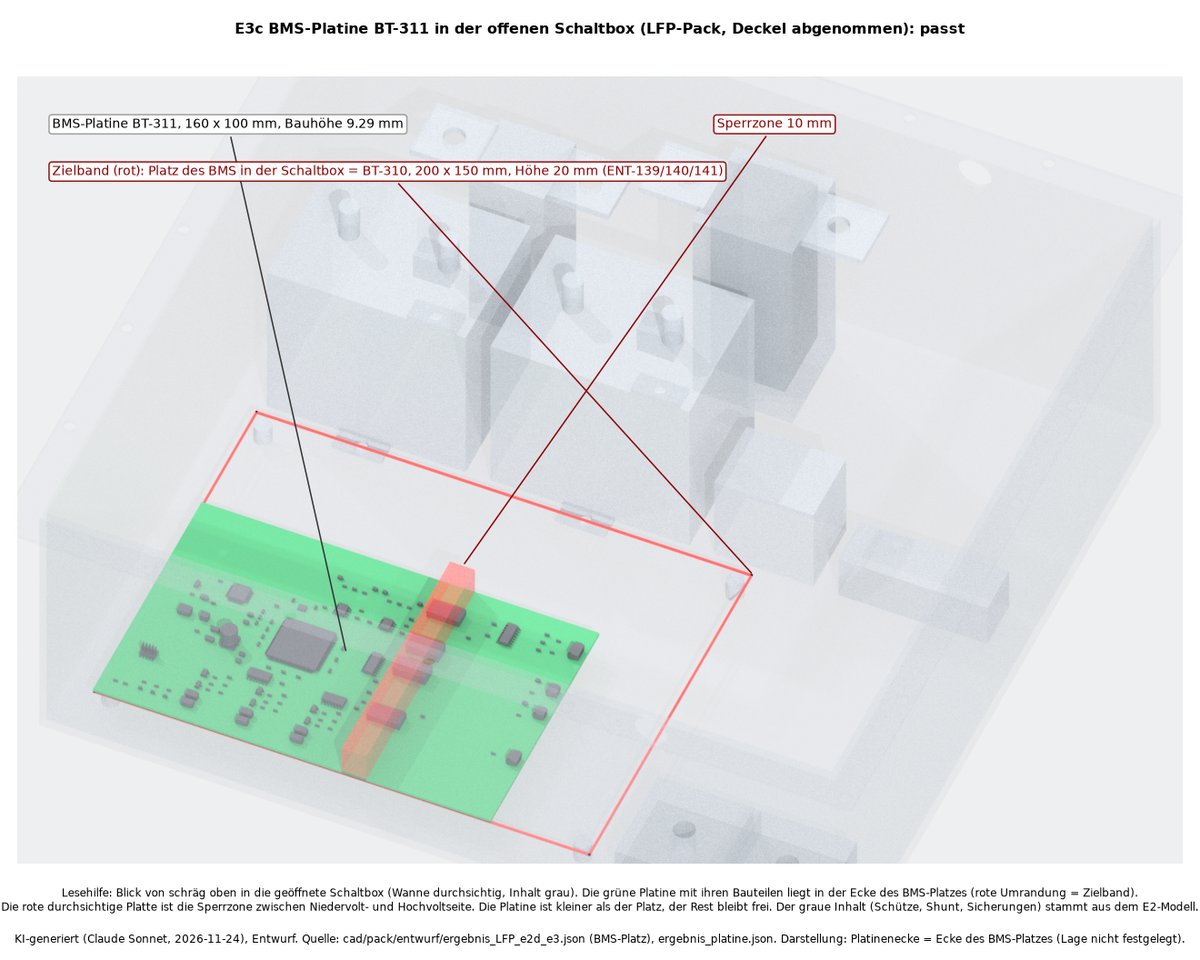 E3c BMS-Platine BT-311 in der offenen Schaltbox (LFP-Pack, Deckel abgenommen): passt
BMS-Platine BT-311, 160 x 100 mm, Bauhöhe 9.29 mm
Sperrzone 10 mm
Zielband (rot): Platz des BMS in der Schaltbox = BT-310, 200 x 150 mm, Höhe 20 mm (ENT-139/140/141)
Lesehilfe: Blick von schräg oben in die geöffnete Schaltbox (Wanne durchsichtig, Inhalt grau). Die grüne Platine mit ihren Bauteilen liegt in der Ecke des BMS-Platzes (rote Umrandung = Zielband).
Die rote durchsichtige Platte ist die Sperrzone zwischen Niedervolt- und Hochvoltseite. Die Platine ist kleiner als der Platz, der Rest bleibt frei. Der graue Inhalt (Schütze, Shunt, Sicherungen) stammt aus dem E2-Modell.
KI-generiert (Claude Sonnet, 2026-11-24), Entwurf. Quelle: cad/pack/entwurf/ergebnis_LFP_e2d_e3.json (BMS-Platz), ergebnis_platine.json. Darstellung: Platinenecke = Ecke des BMS-Platzes (Lage nicht festgelegt).